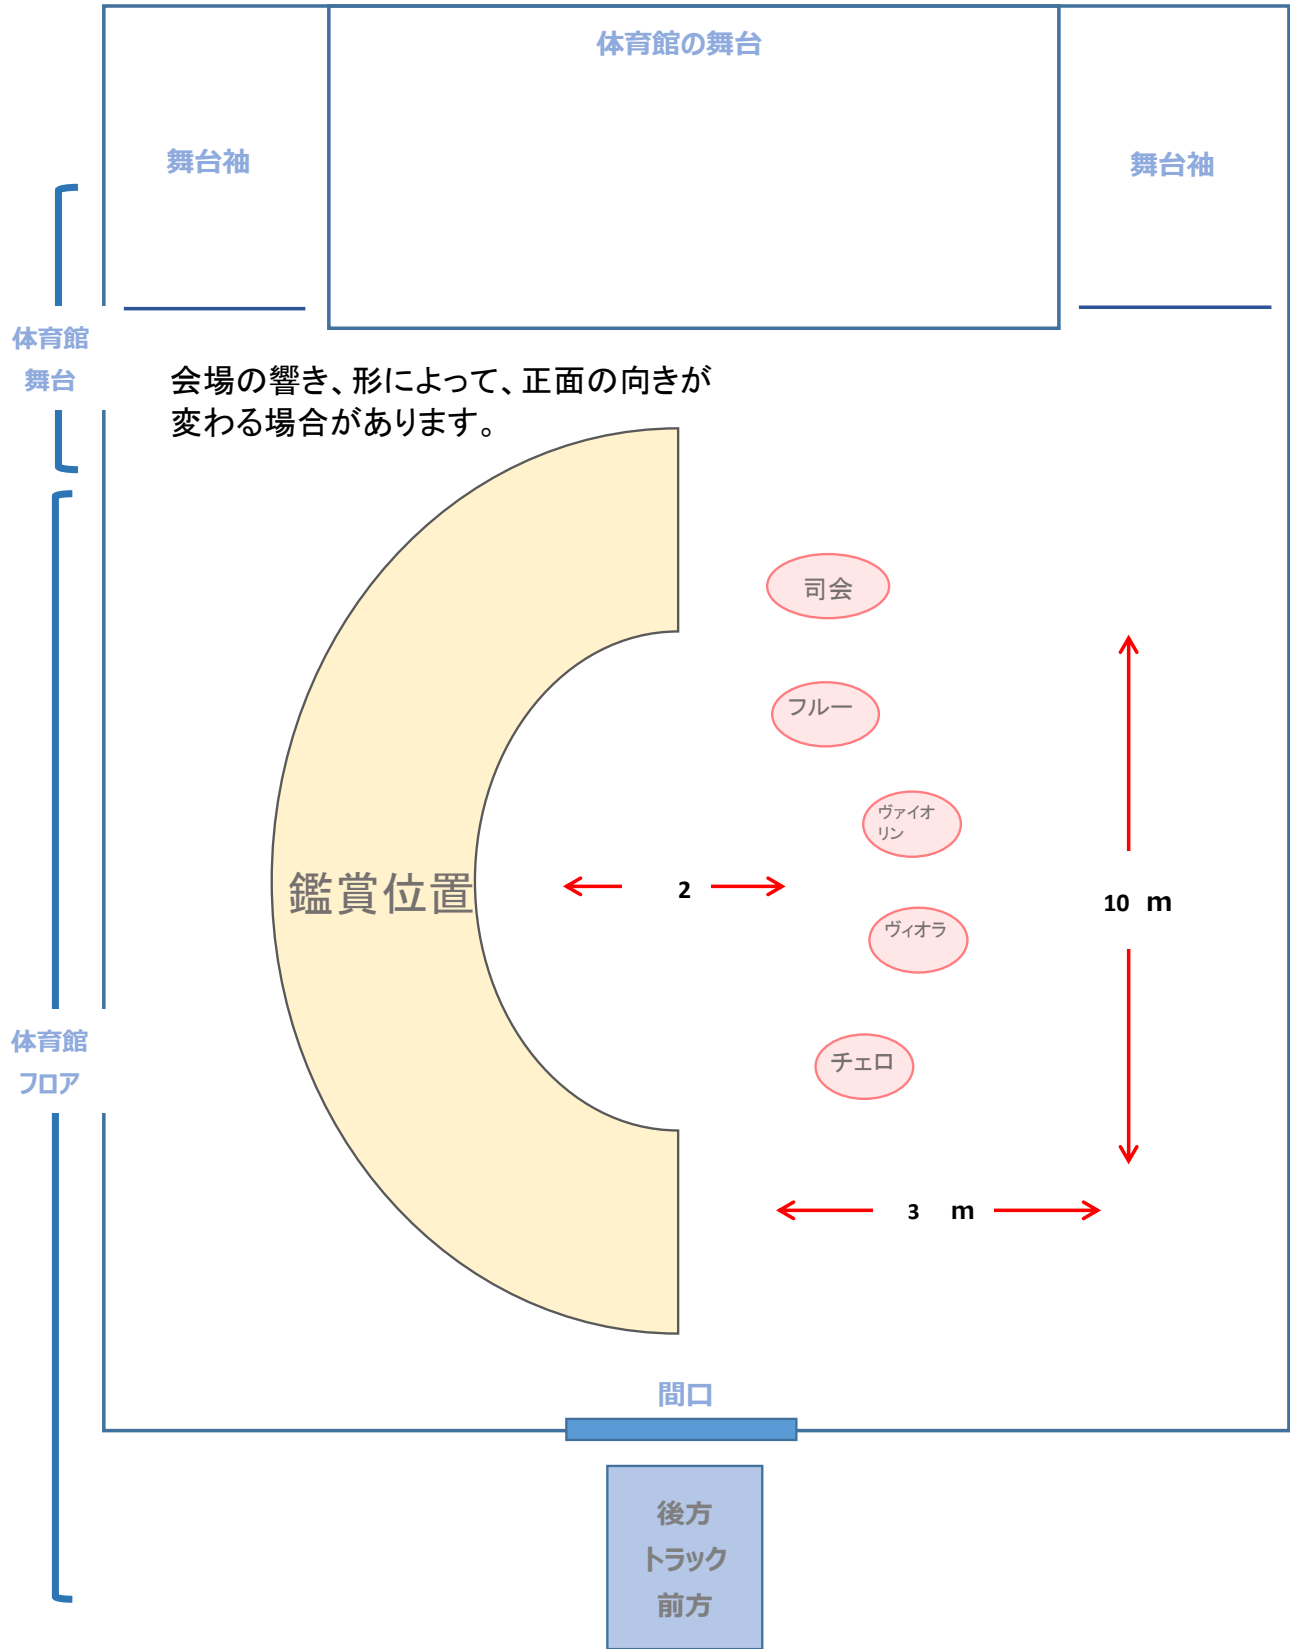 体育館の舞台
舞台袖
舞台袖
体育館
舞台
会場の響き、形によって、正面の向きが
変わる場合があります。
司会
フルー
ヴァイオ
リン
鑑賞位置
2
10 m
ヴィオラ
体育館
フロア
チェロ
3 m
間口
後方
トラック
前方